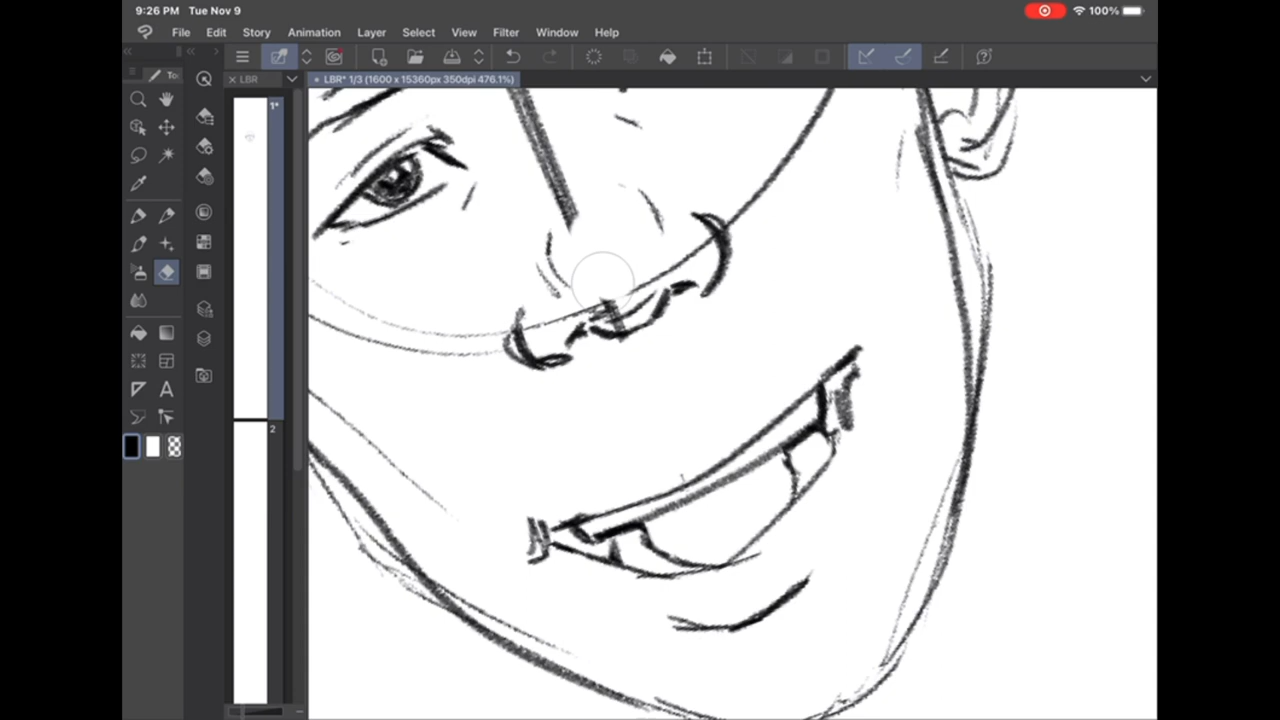 9:26 PM Tue Nov 9
100%
File Edit Story Animation Layer Select View Filter Window Help
LBR
LBR* 1/3 (1600 x 15360px 350dpi 476.1%)
1*
2